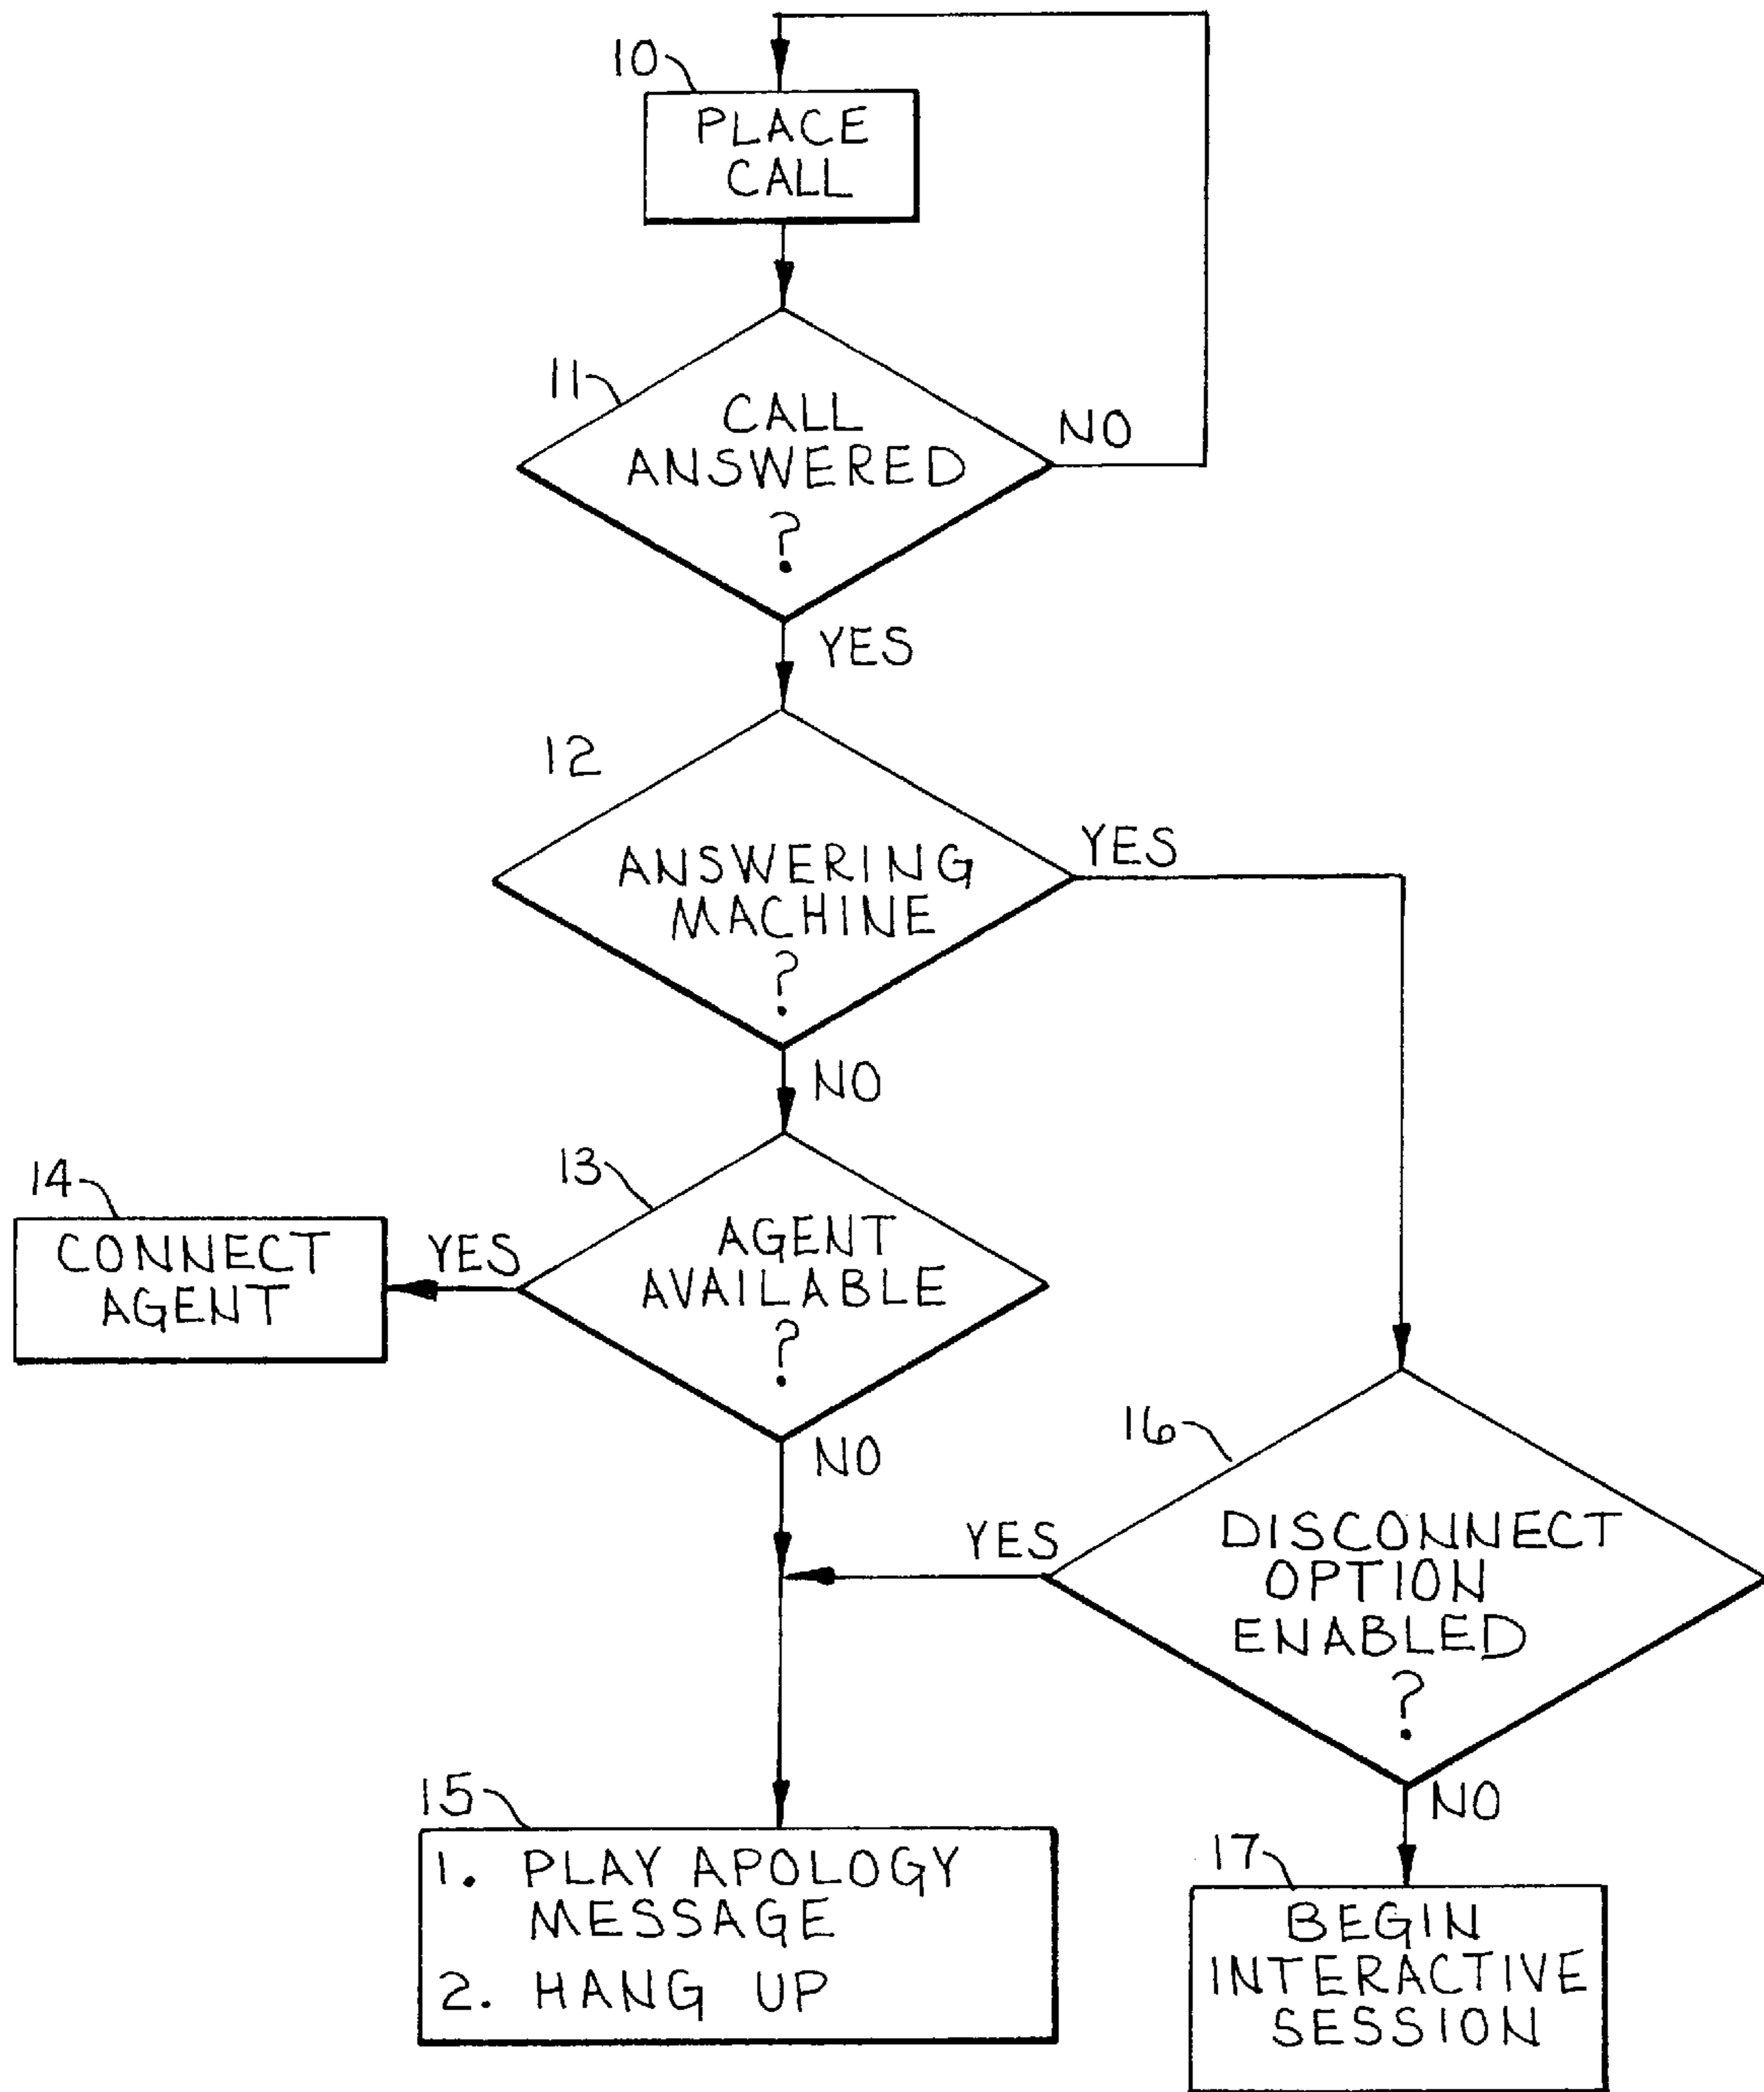 10
PLACE
CALL
11
CALL
ANSWERED
?
NO
YES
12
ANSWERING
MACHINE
?
YES
NO
13
AGENT
AVAILABLE
?
YES
14
CONNECT
AGENT
NO
16
DISCONNECT
OPTION
ENABLED
?
YES
NO
15
1. PLAY APOLOGY
MESSAGE
2. HANG UP
17
BEGIN
INTERACTIVE
SESSION